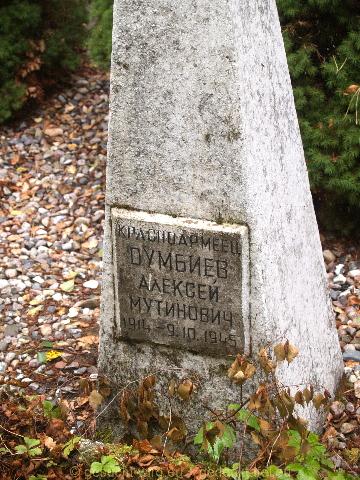 КРАСНОАРМЕЕЦ
ДУМБИЕВ
АЛЕКСЕЙ
МУТИНОВИЧ
1914-9.10.1945